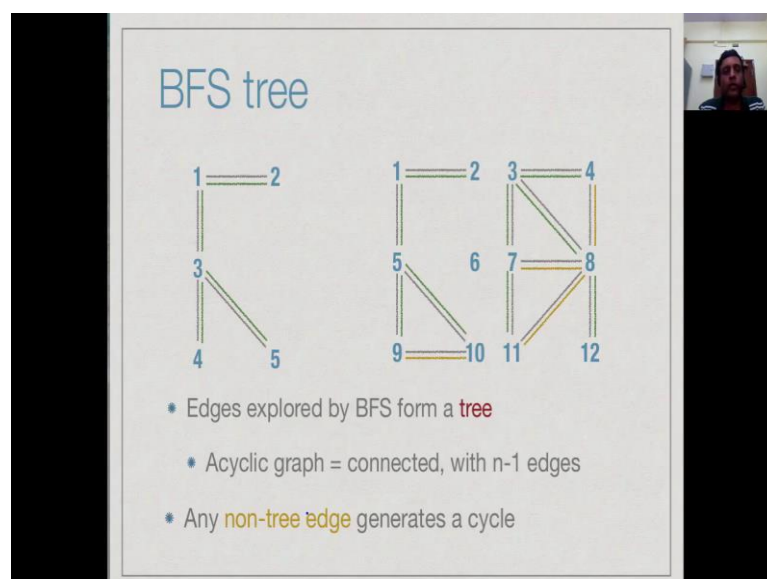 BFS tree
1 2 1 2 3 4
3 5 6 7 8
4 5 9 10 11 12
Edges explored by BFS form a tree
Acyclic graph = connected, with n-1 edges
Any non-tree edge generates a cycle